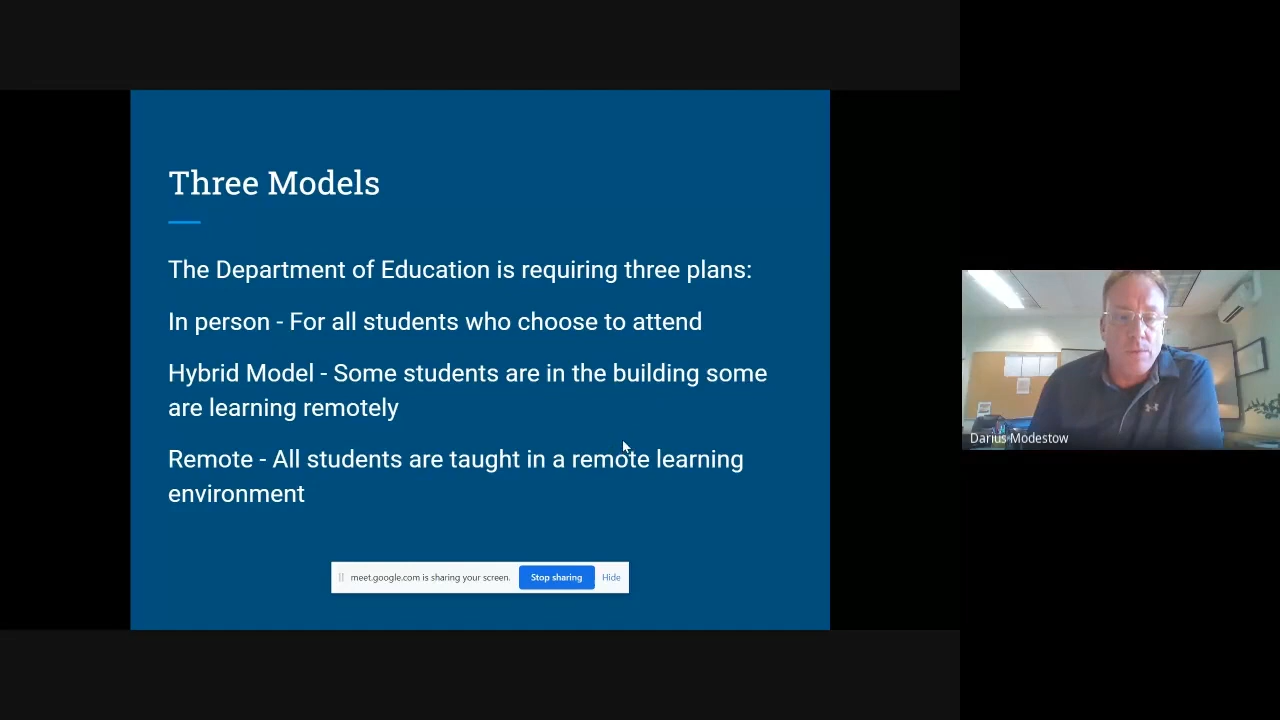 Three Models
The Department of Education is requiring three plans:
In person - For all students who choose to attend
Hybrid Model - Some students are in the building some
are learning remotely
Remote - All students are taught in a remote learning
environment
meet.google.com is sharing your screen. Stop sharing Hide
Darius Modestow